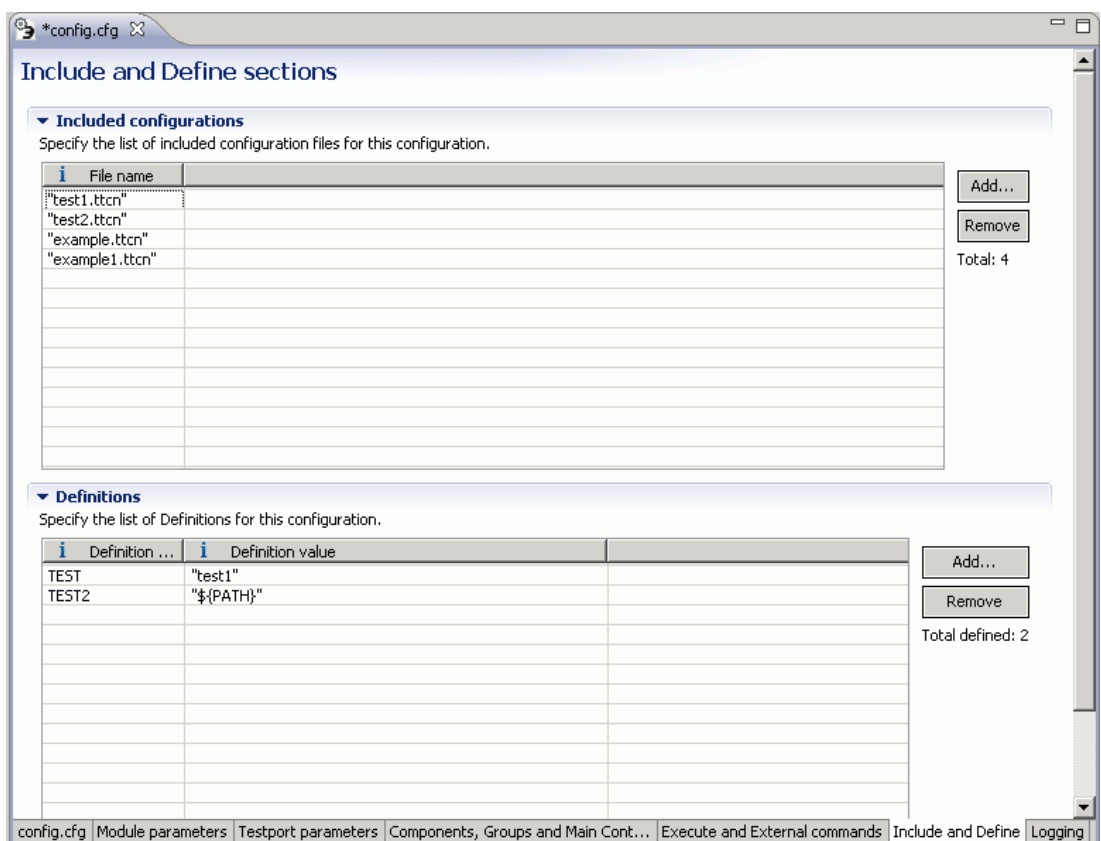 *config.cfg
Include and Define sections
Included configurations
Specify the list of included configuration files for this configuration.
i File name
"test1.ttcn"
"test2.ttcn"
"example.ttcn"
"example1.ttcn"
Add...
Remove
Total: 4
Definitions
Specify the list of Definitions for this configuration.
i Definition ... i Definition value
TEST "test1"
TEST2 "${PATH}"
Add...
Remove
Total defined: 2
config.cfg Module parameters Testport parameters Components, Groups and Main Cont... Execute and External commands Include and Define Logging